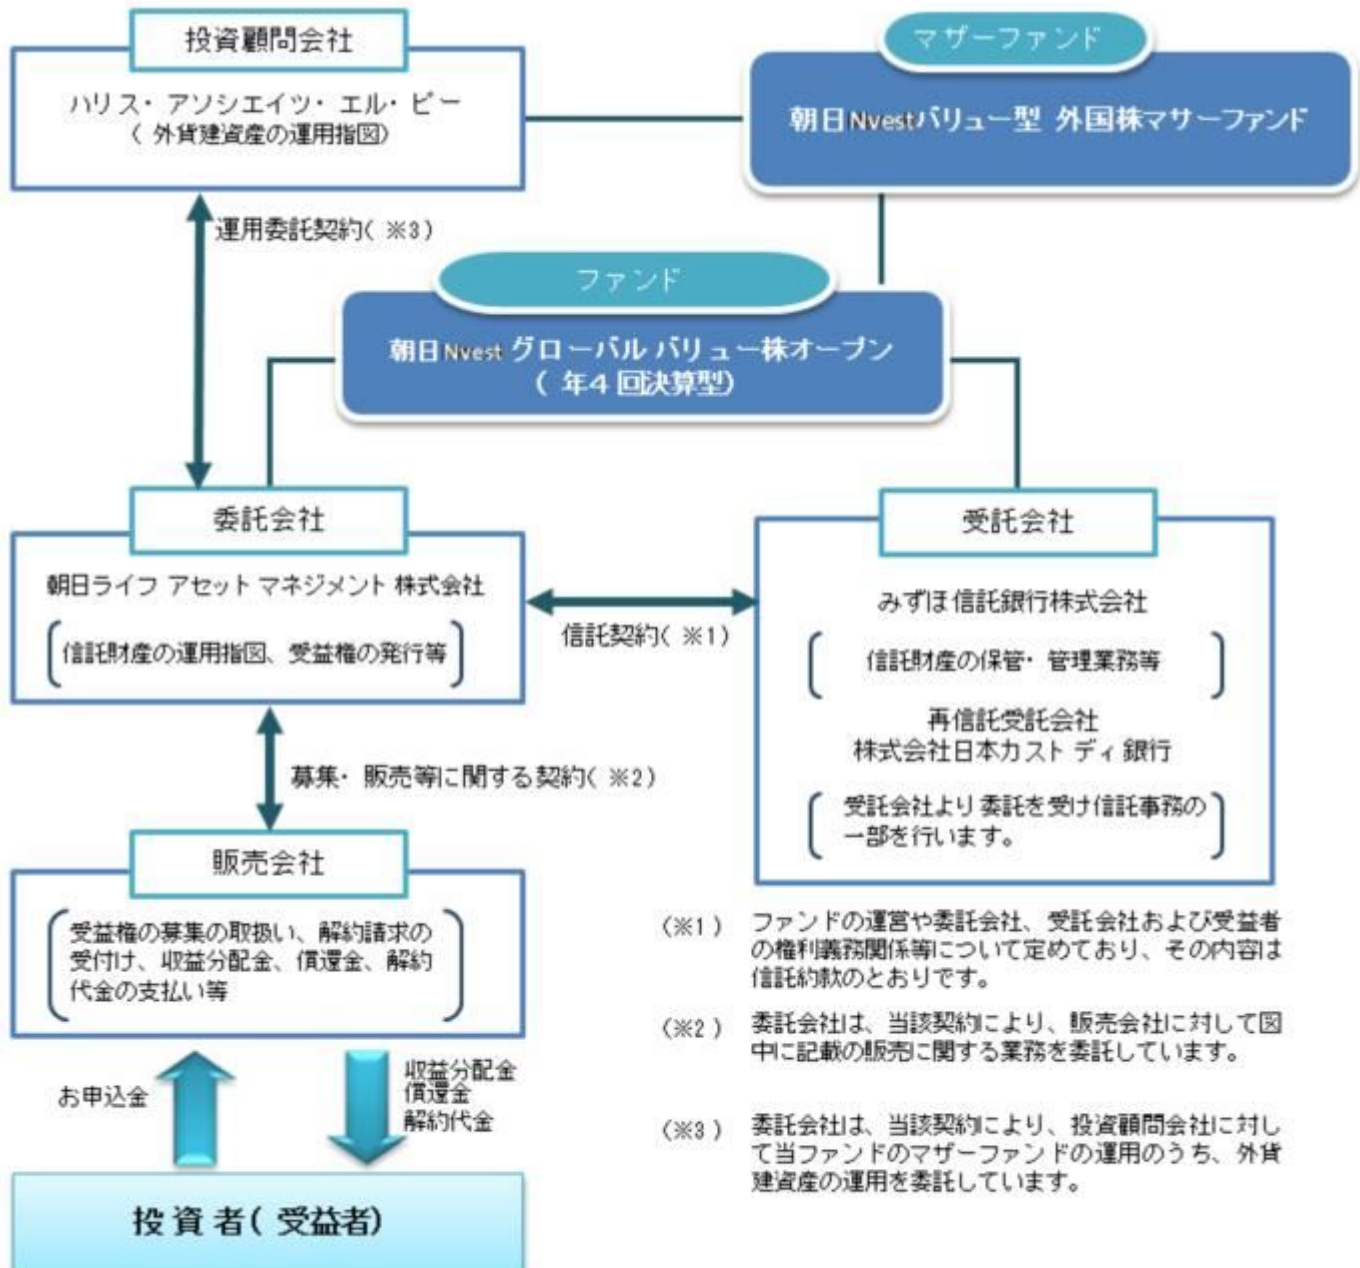 投資顧問会社
ハリス・アソシエイツ・エル・ピー
( 外貨建資産の運用指図)
マザーファンド
朝日Nvestバリュー型 外国株マザーファンド
運用委託契約( ※3)
ファンド
朝日Nvest グローバル バリュー株オープン
( 年4 回決算型)
委託会社
朝日ライフ アセット マネジメント 株式会社
信託財産の運用指図、受益権の発行等
信託契約( ※1)
受託会社
みずほ信託銀行株式会社
信託財産の保管・ 管理業務等
再信託受託会社
株式会社日本カスト ディ 銀行
受託会社より 委託を受け信託事務の
一部を行います。
募集・ 販売等に関する契約( ※2)
販売会社
受益権の募集の取扱い、解約請求の
受付け、収益分配金、償還金、解約
代金の支払い等
お申込金
収益分配金
償還金
解約代金
投 資 者 ( 受益者)
(※1 ) ファンドの運営や委託会社、受託会社および受益者
の権利義務関係等について定めており、その内容は
信託約款のとおりです。
(※2 ) 委託会社は、当該契約により、販売会社に対して図
中に記載の販売に関する業務を委託しています。
(※3 ) 委託会社は、当該契約により、投資顧問会社に対し
て当ファンドのマザーファンドの運用のうち、外貨
建資産の運用を委託しています。